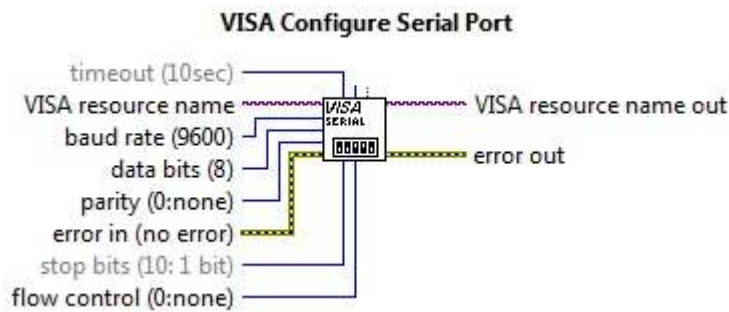 VISA Configure Serial Port
timeout (10sec)
VISA resource name
VISA
SERIAL
VISA resource name out
baud rate (9600)
data bits (8)
error out
parity (0:none)
error in (no error)
stop bits (10: 1 bit)
flow control (0:none)